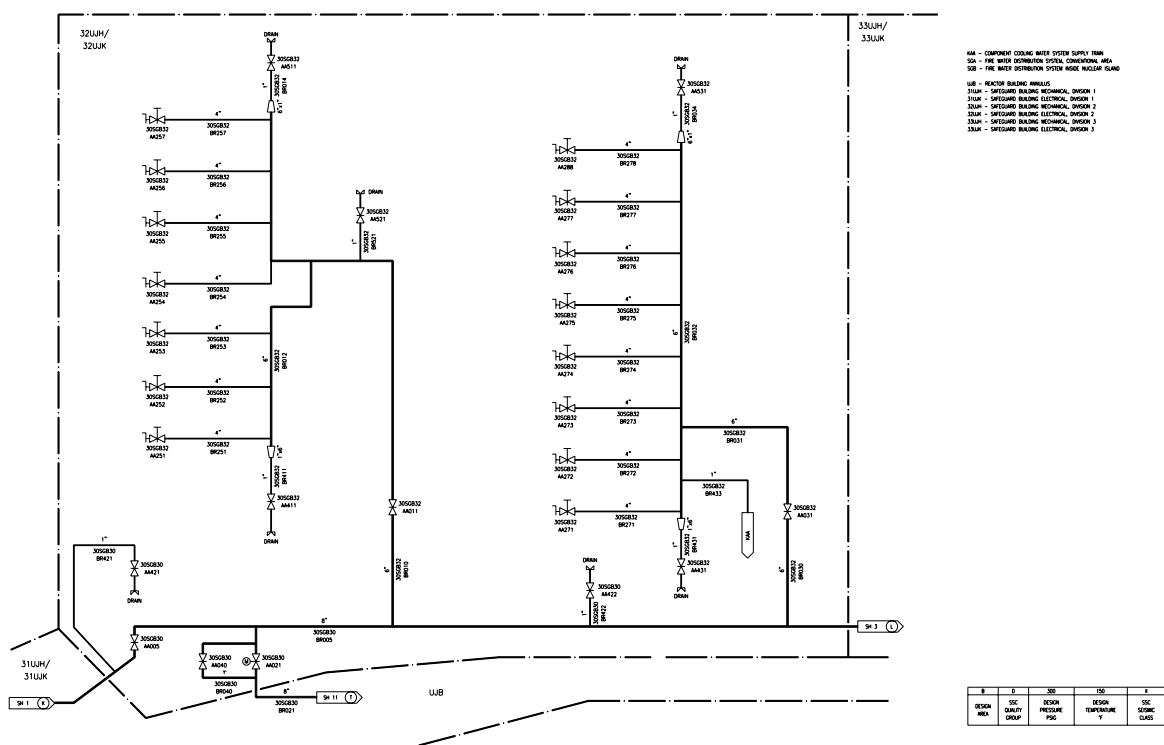 32UJH/
32UJK
33UJH/
33UJK
KAA - COMPONENT COOLING WATER SYSTEM SUPPLY TRAIN
SGA - FIRE WATER DISTRIBUTION SYSTEM, CONVENTIONAL AREA
SGB - FIRE WATER DISTRIBUTION SYSTEM INSIDE NUCLEAR ISLAND
UJB - REACTOR BUILDING ANNULUS
31UJH - SAFEGUARD BUILDING MECHANICAL, DIVISION 1
31UJK - SAFEGUARD BUILDING ELECTRICAL, DIVISION 1
32UJH - SAFEGUARD BUILDING MECHANICAL, DIVISION 2
32UJK - SAFEGUARD BUILDING ELECTRICAL, DIVISION 2
33UJH - SAFEGUARD BUILDING MECHANICAL, DIVISION 3
33UJK - SAFEGUARD BUILDING ELECTRICAL, DIVISION 3
DRAIN
30SGB32
AA511
1"
30SGB32
BR014
6"x1"
4"
30SGB32
BR257
30SGB32
AA257
4"
30SGB32
BR256
30SGB32
AA256
4"
30SGB32
BR255
30SGB32
AA255
4"
30SGB32
BR254
30SGB32
AA254
4"
30SGB32
BR253
30SGB32
AA253
6"
30SGB32
BR012
4"
30SGB32
BR252
30SGB32
AA252
4"
30SGB32
BR251
30SGB32
AA251
1"x6"
1"
30SGB32
BR411
30SGB32
AA411
DRAIN
DRAIN
30SGB32
AA521
1"
30SGB32
BR521
30SGB32
AA011
6"
30SGB32
BR010
DRAIN
30SGB32
AA531
1"
30SGB32
BR034
6"x1"
4"
30SGB32
BR278
30SGB32
AA288
4"
30SGB32
BR277
30SGB32
AA277
4"
30SGB32
BR276
30SGB32
AA276
4"
30SGB32
BR275
30SGB32
AA275
6"
30SGB32
BR032
4"
30SGB32
BR274
30SGB32
AA274
4"
30SGB32
BR273
30SGB32
AA273
6"
30SGB32
BR031
4"
30SGB32
BR272
30SGB32
AA272
1"
30SGB32
BR433
KAA
4"
30SGB32
BR271
30SGB32
AA271
1"x6"
1"
30SGB32
BR431
30SGB32
AA431
DRAIN
30SGB32
AA031
6"
30SGB32
BR030
1"
30SGB30
BR421
30SGB30
AA421
DRAIN
DRAIN
30SGB30
AA422
1"
30SGB30
BR422
8"
30SGB30
BR005
30SGB30
AA005
SH 3 L
30SGB30
AA040
1"
30SGB30
BR040
M
30SGB30
AA021
8"
30SGB30
BR021
SH 11 T
31UJH/
31UJK
SH 1 K
UJB
B D 300 150 II
DESIGN
AREA
SSC
QUALITY
GROUP
DESIGN
PRESSURE
PSIG
DESIGN
TEMPERATURE
°F
SSC
SEISMIC
CLASS